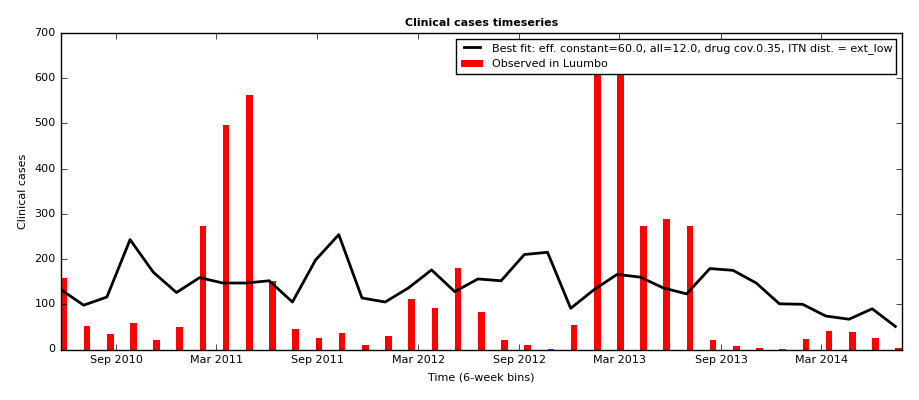 Clinical cases timeseries
Best fit: eff. constant=60.0, all=12.0, drug cov.0.35, ITN dist. = ext_low
Observed in Luumbo
Clinical cases
700
600
500
400
300
200
100
0
Sep 2010 Mar 2011 Sep 2011 Mar 2012 Sep 2012 Mar 2013 Sep 2013 Mar 2014
Time (6-week bins)